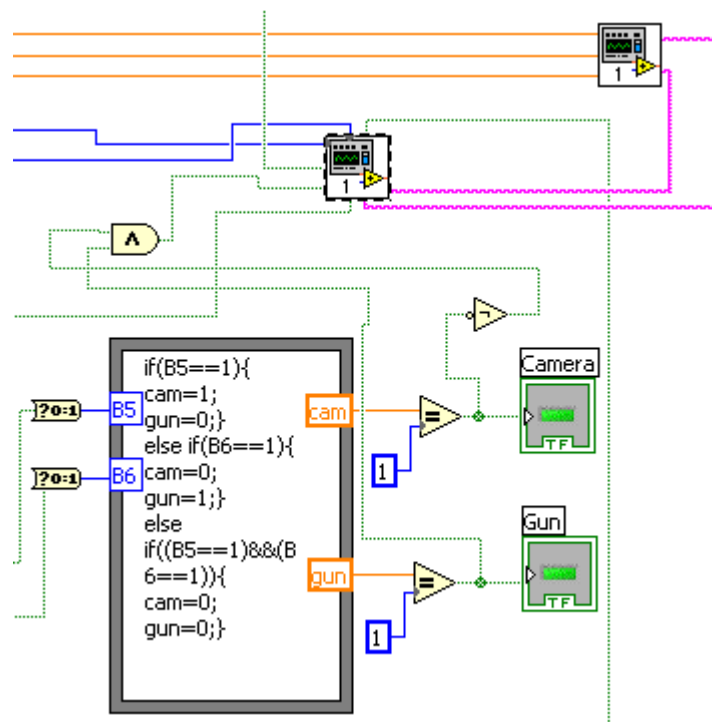 1
1
∧
¬
Camera
if(B5==1){
cam=1;
gun=0;}
else if(B6==1){
cam=0;
gun=1;}
else
if((B5==1)&&(B
6==1)){
cam=0;
gun=0;}
?0:1
B5
cam
=
TF
1
?0:1
B6
Gun
gun
=
TF
1